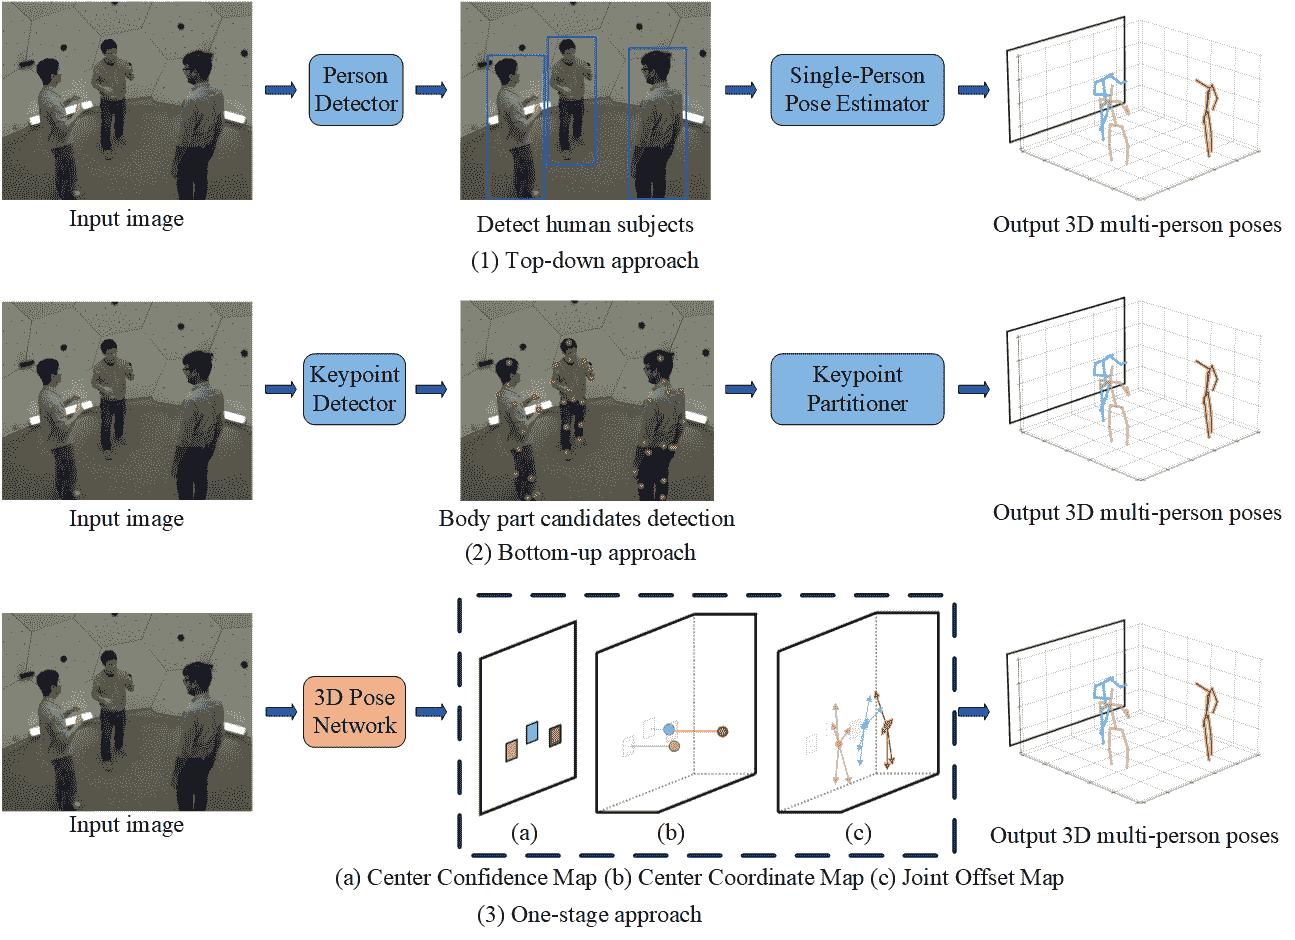 Person
Detector
Single-Person
Pose Estimator
Input image
Detect human subjects
Output 3D multi-person poses
(1) Top-down approach
Keypoint
Detector
Keypoint
Partitioner
Input image
Body part candidates detection
Output 3D multi-person poses
(2) Bottom-up approach
3D Pose
Network
Input image
(a)
(b)
(c)
Output 3D multi-person poses
(a) Center Confidence Map (b) Center Coordinate Map (c) Joint Offset Map
(3) One-stage approach